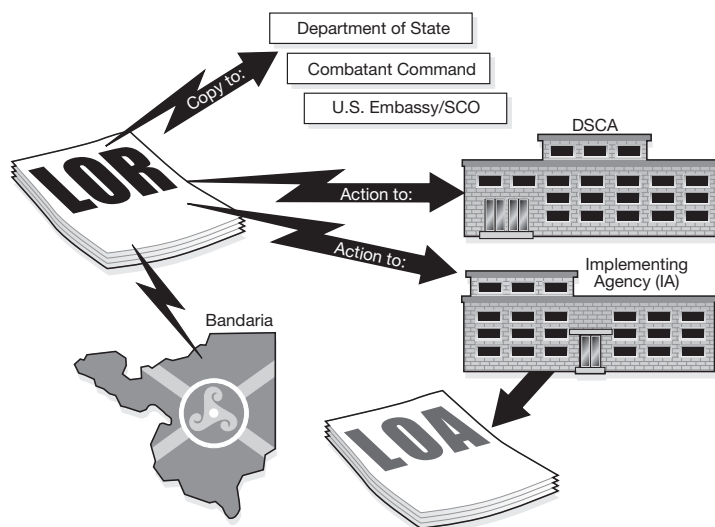 Department of State
Combatant Command
U.S. Embassy/SCO
Copy to:
DSCA
LOR
Action to:
Action to:
Implementing
Agency (IA)
Bandaria
LOA